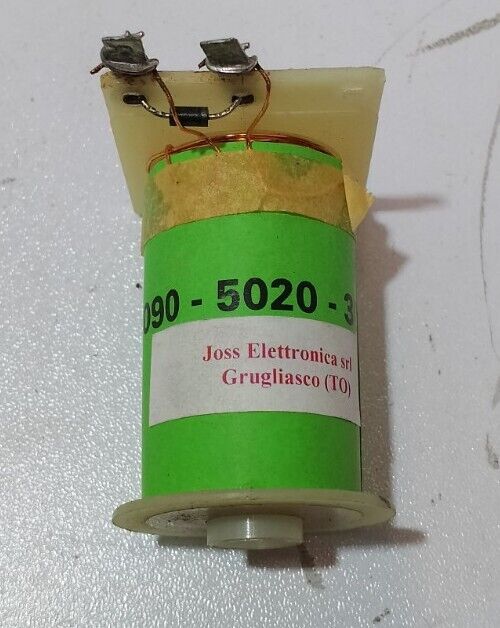 090 - 5020 - 3
Joss Elettronica srl
Grugliasco (TO)